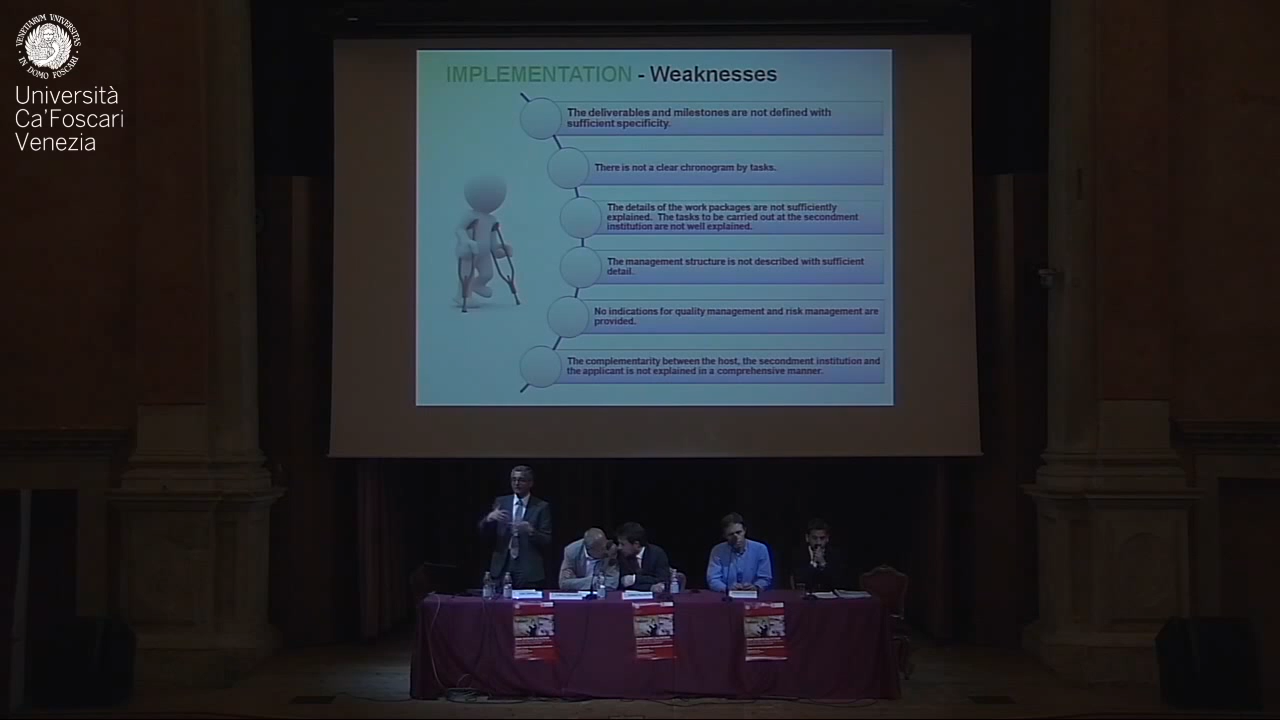 VENETIARVM VNIVERSITAS
IN DOMO FOSCARI
Università
Ca'Foscari
Venezia
IMPLEMENTATION - Weaknesses
The deliverables and milestones are not defined with
sufficient specificity.
There is not a clear chronogram by tasks.
The details of the work packages are not sufficiently
explained. The tasks to be carried out at the secondment
institution are not well explained.
The management structure is not described with sufficient
detail.
No indications for quality management and risk management are
provided.
The complementarity between the host, the secondment institution and
the applicant is not explained in a comprehensive manner.